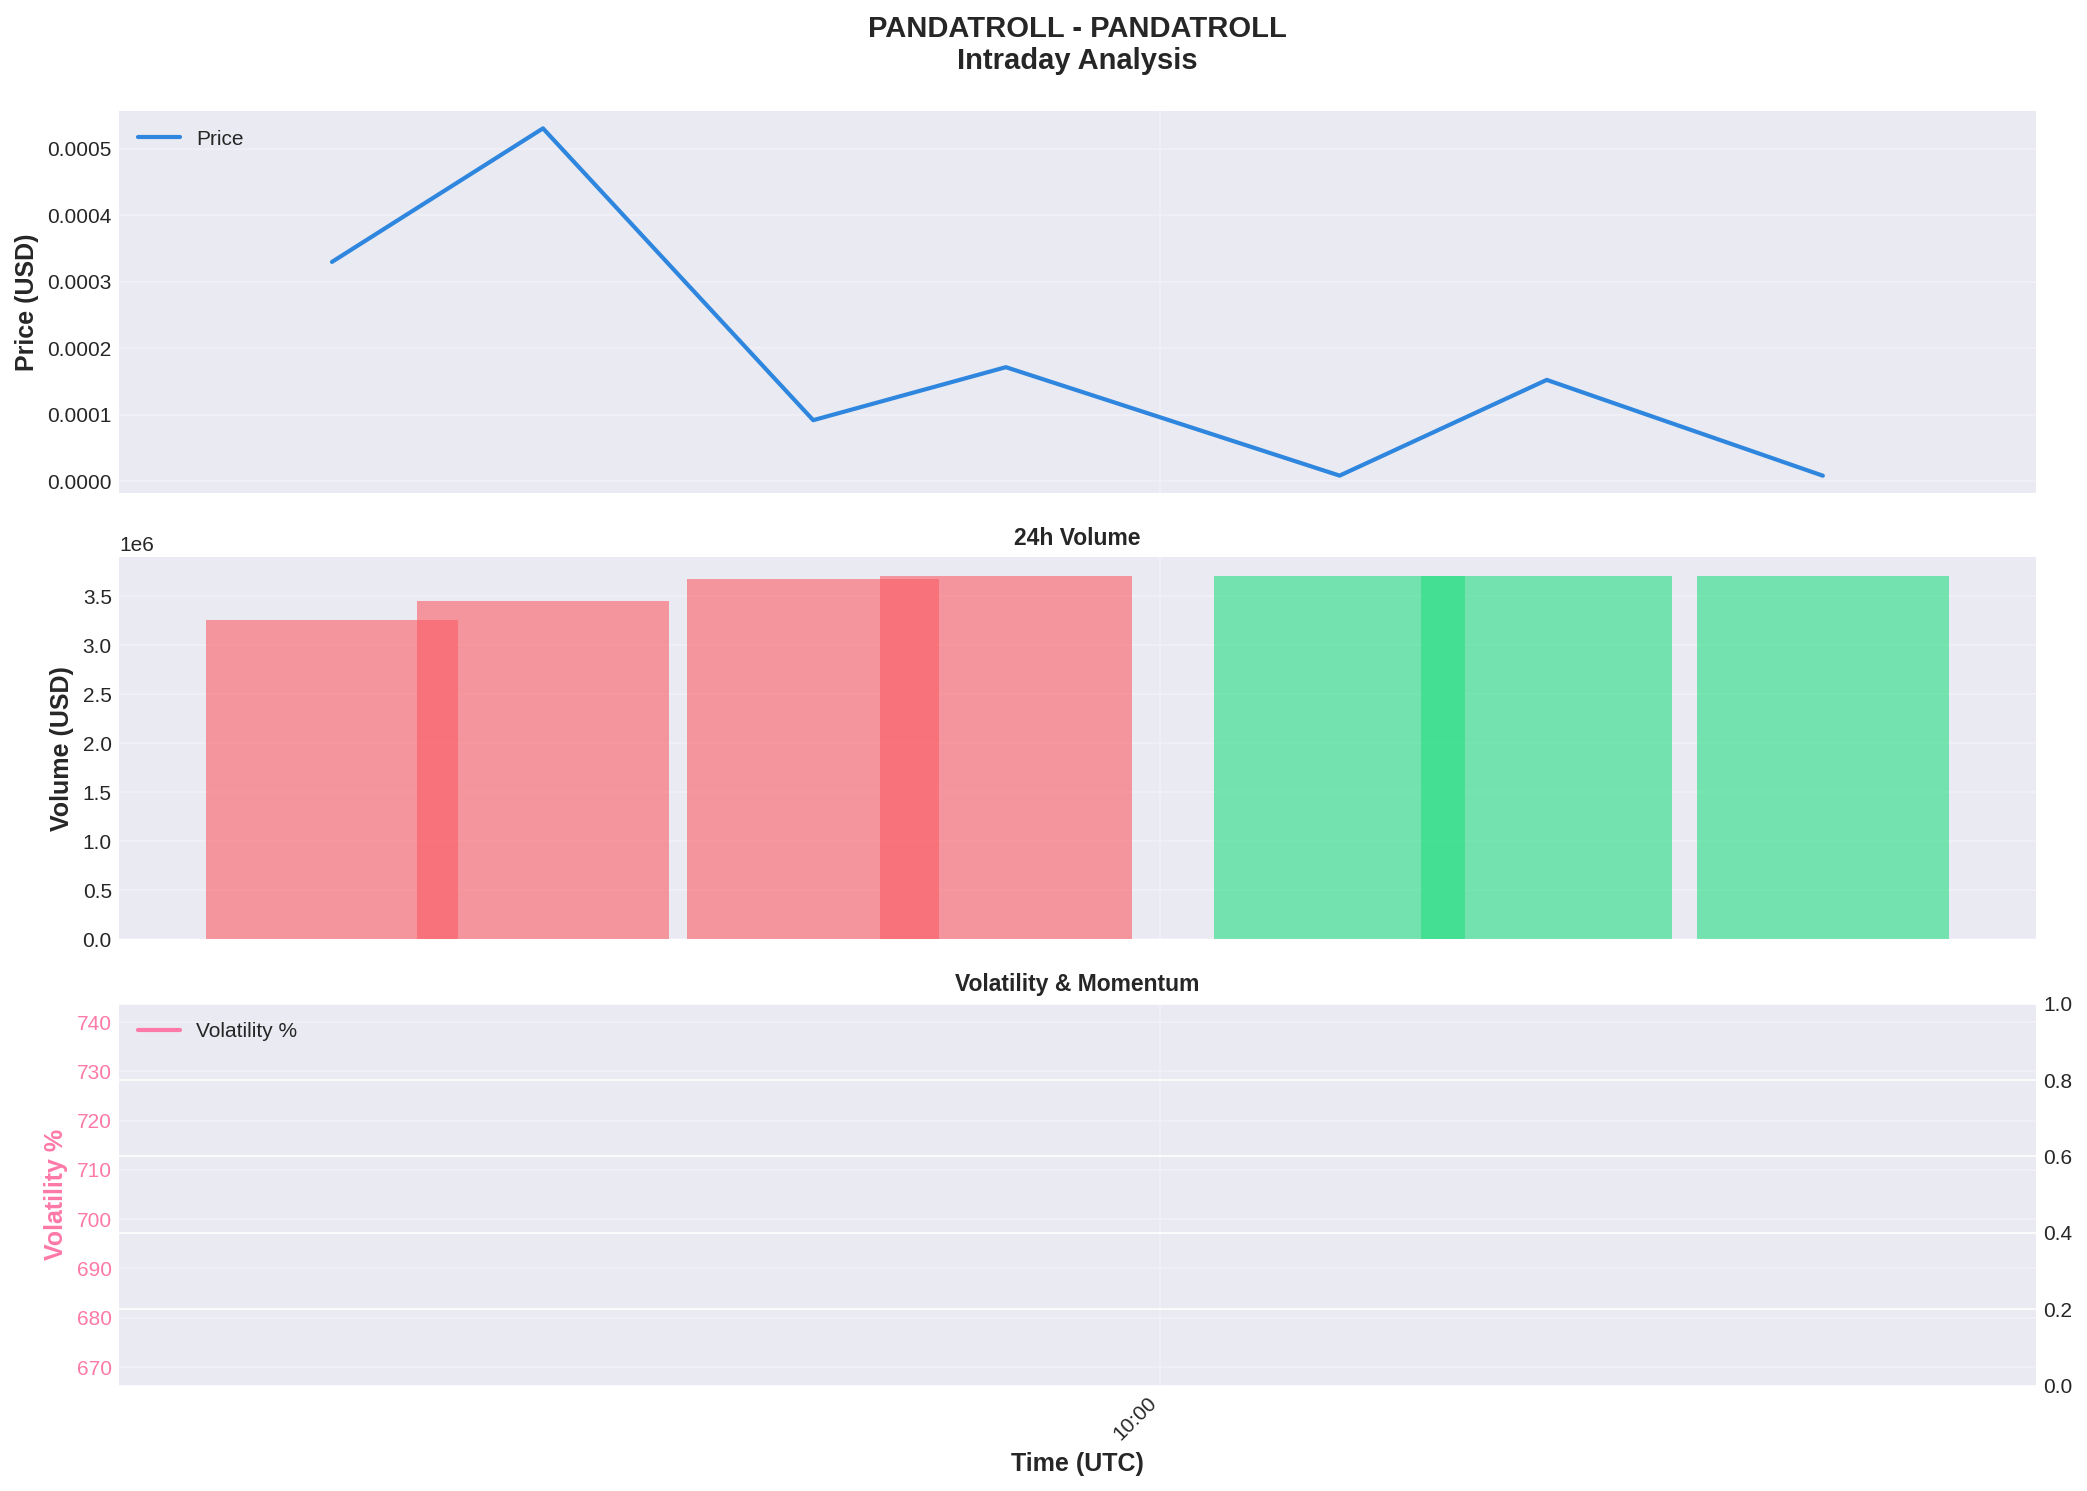 PANDATROLL - PANDATROLL
Intraday Analysis
Price
Price (USD)
0.0005
0.0004
0.0003
0.0002
0.0001
0.0000
24h Volume
1e6
Volume (USD)
3.5
3.0
2.5
2.0
1.5
1.0
0.5
0.0
Volatility & Momentum
Volatility %
Volatility %
740
730
720
710
700
690
680
670
1.0
0.8
0.6
0.4
0.2
0.0
10:00
Time (UTC)